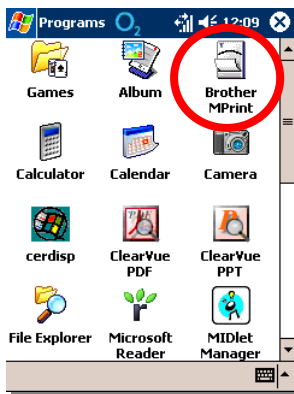 Programs O2 12:09
Games Album Brother
MPrint
Calculator Calendar Camera
cerdisp ClearVue ClearVue
PDF PPT
File Explorer Microsoft MIDlet
Reader Manager